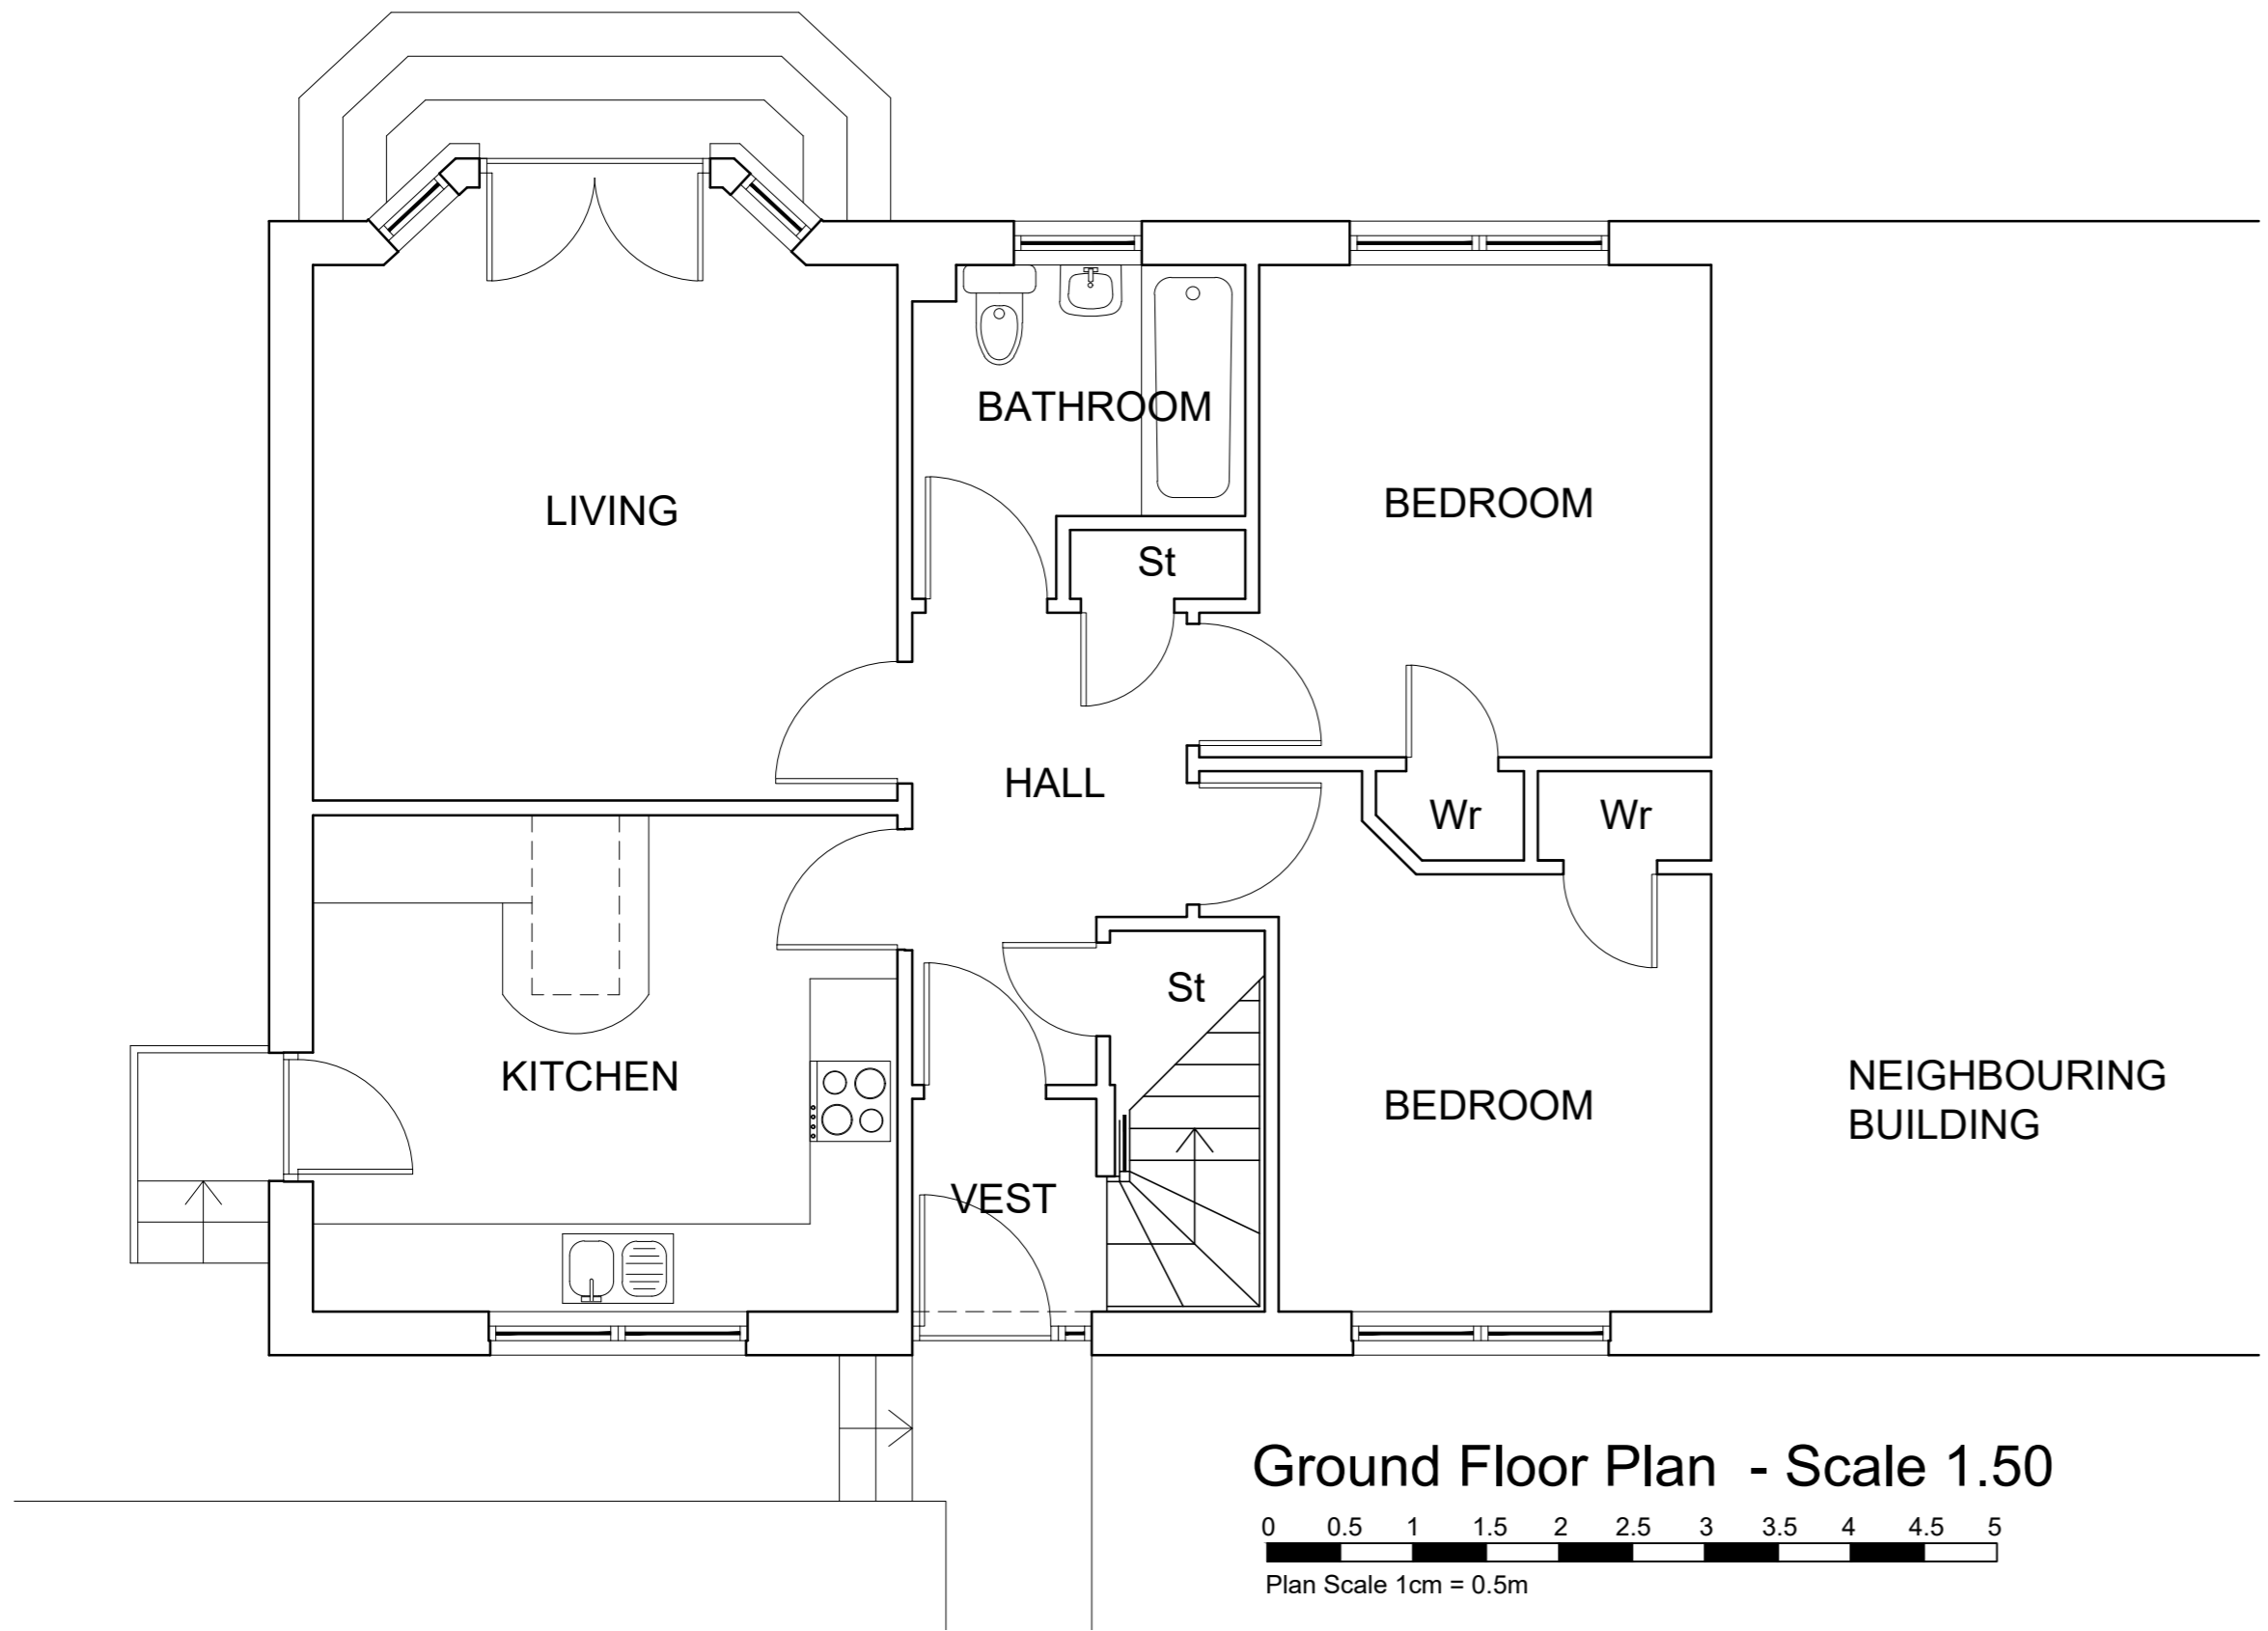 BATHROOM
LIVING
BEDROOM
St
HALL
Wr
Wr
St
KITCHEN
BEDROOM
NEIGHBOURING
BUILDING
VEST
Ground Floor Plan - Scale 1.50
0 0.5 1 1.5 2 2.5 3 3.5 4 4.5 5
Plan Scale 1cm = 0.5m